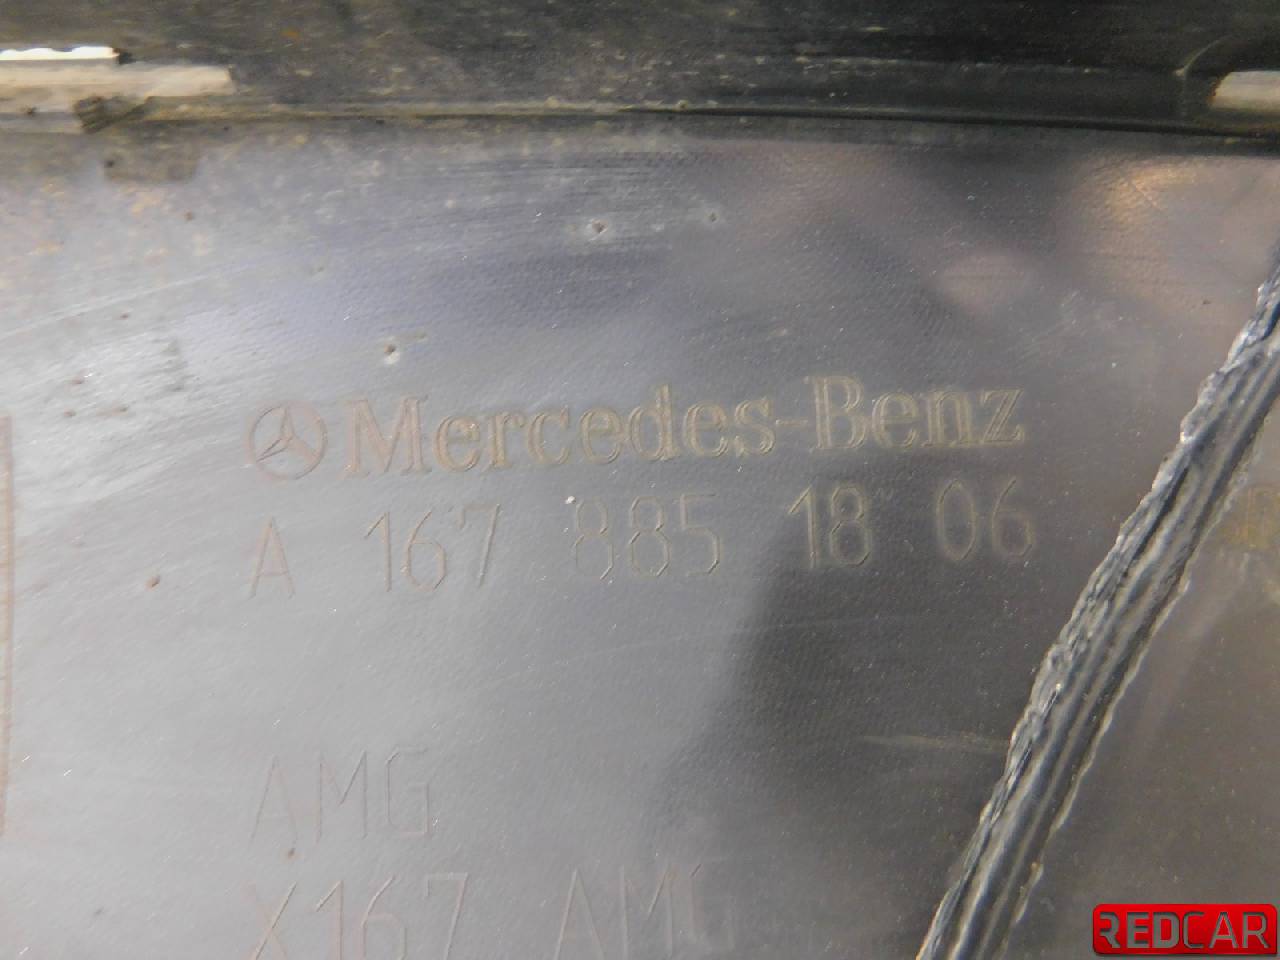 Mercedes-Benz
A 167 885 18 06
AMG
X167 AMG
REDCAR